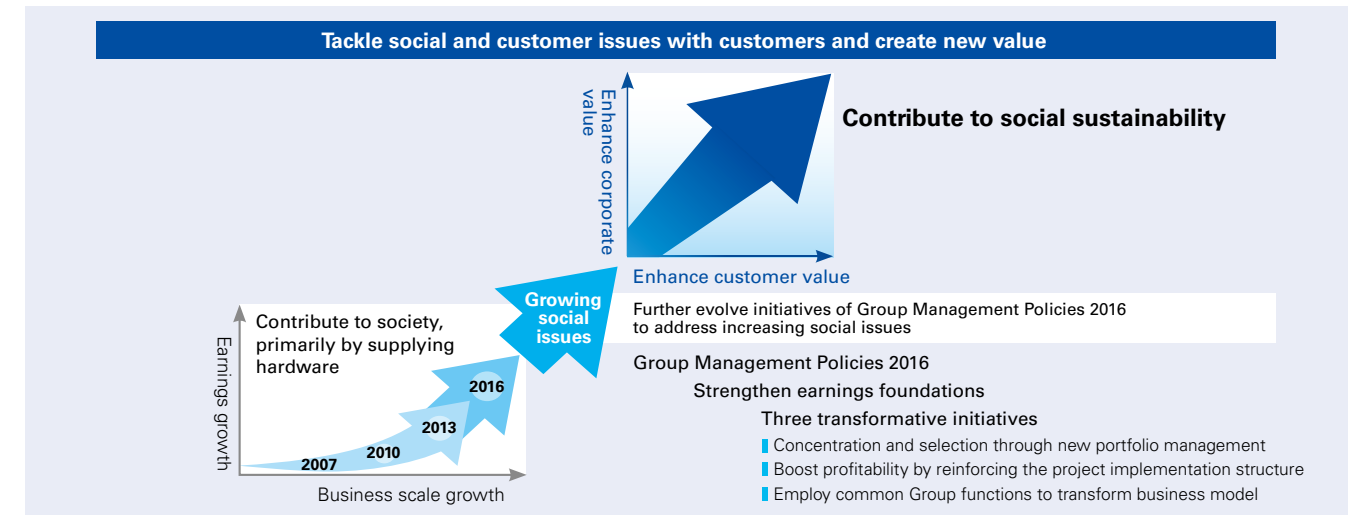 Tackle social and customer issues with customers and create new value
Enhance corporate
value
Contribute to social sustainability
Enhance customer value
Growing
social
issues
Further evolve initiatives of Group Management Policies 2016
to address increasing social issues
Contribute to society,
primarily by supplying
hardware
Earnings growth
2016
2013
2010
2007
Business scale growth
Group Management Policies 2016
Strengthen earnings foundations
Three transformative initiatives
Concentration and selection through new portfolio management
Boost profitability by reinforcing the project implementation structure
Employ common Group functions to transform business model